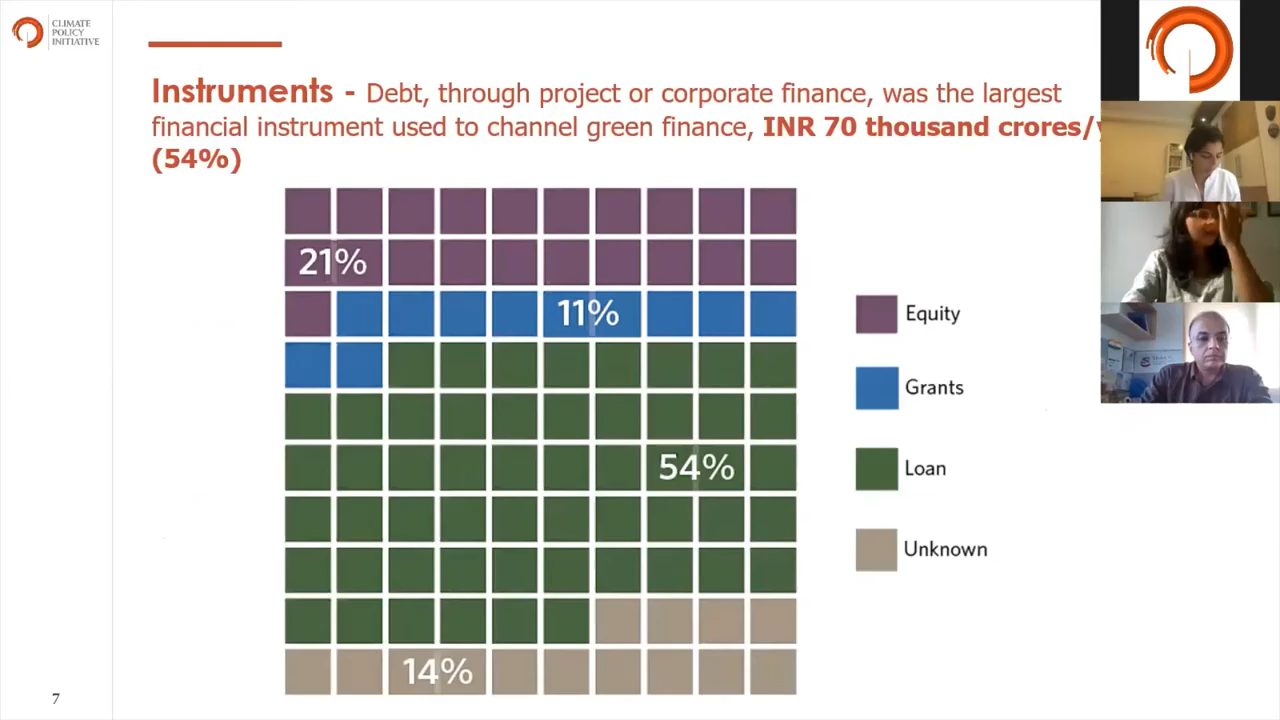 CLIMATE
POLICY
INITIATIVE
Instruments - Debt, through project or corporate finance, was the largest
financial instrument used to channel green finance, INR 70 thousand crores/y
(54%)
21%
11%
54%
14%
Equity
Grants
Loan
Unknown
7